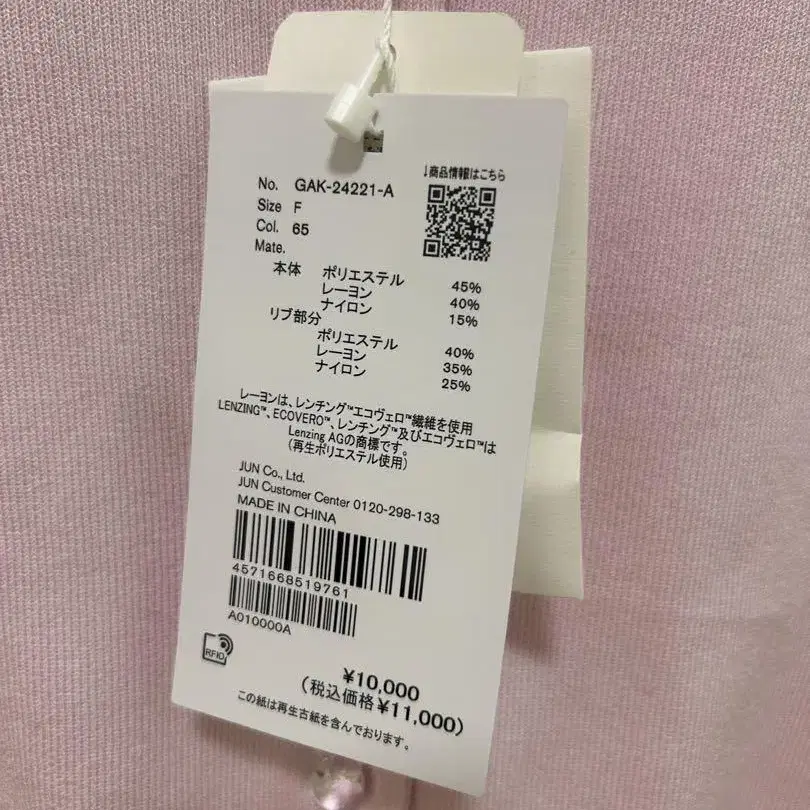 ↓商品情報はこちら
No. GAK-24221-A
Size F
Col. 65
Mate.
本体 ポリエステル 45%
レーヨン 40%
ナイロン 15%
リブ部分
ポリエステル 40%
レーヨン 35%
ナイロン 25%
レーヨンは、レンチング™エコヴェロ™繊維を使用
LENZING™、ECOVERO™、レンチング™及びエコヴェロ™は
Lenzing AGの商標です。
(再生ポリエステル使用)
JUN Co., Ltd.
JUN Customer Center 0120-298-133
MADE IN CHINA
4571668519761
A010000A
RFID
¥10,000
(税込価格¥11,000)
この紙は再生古紙を含んでおります。